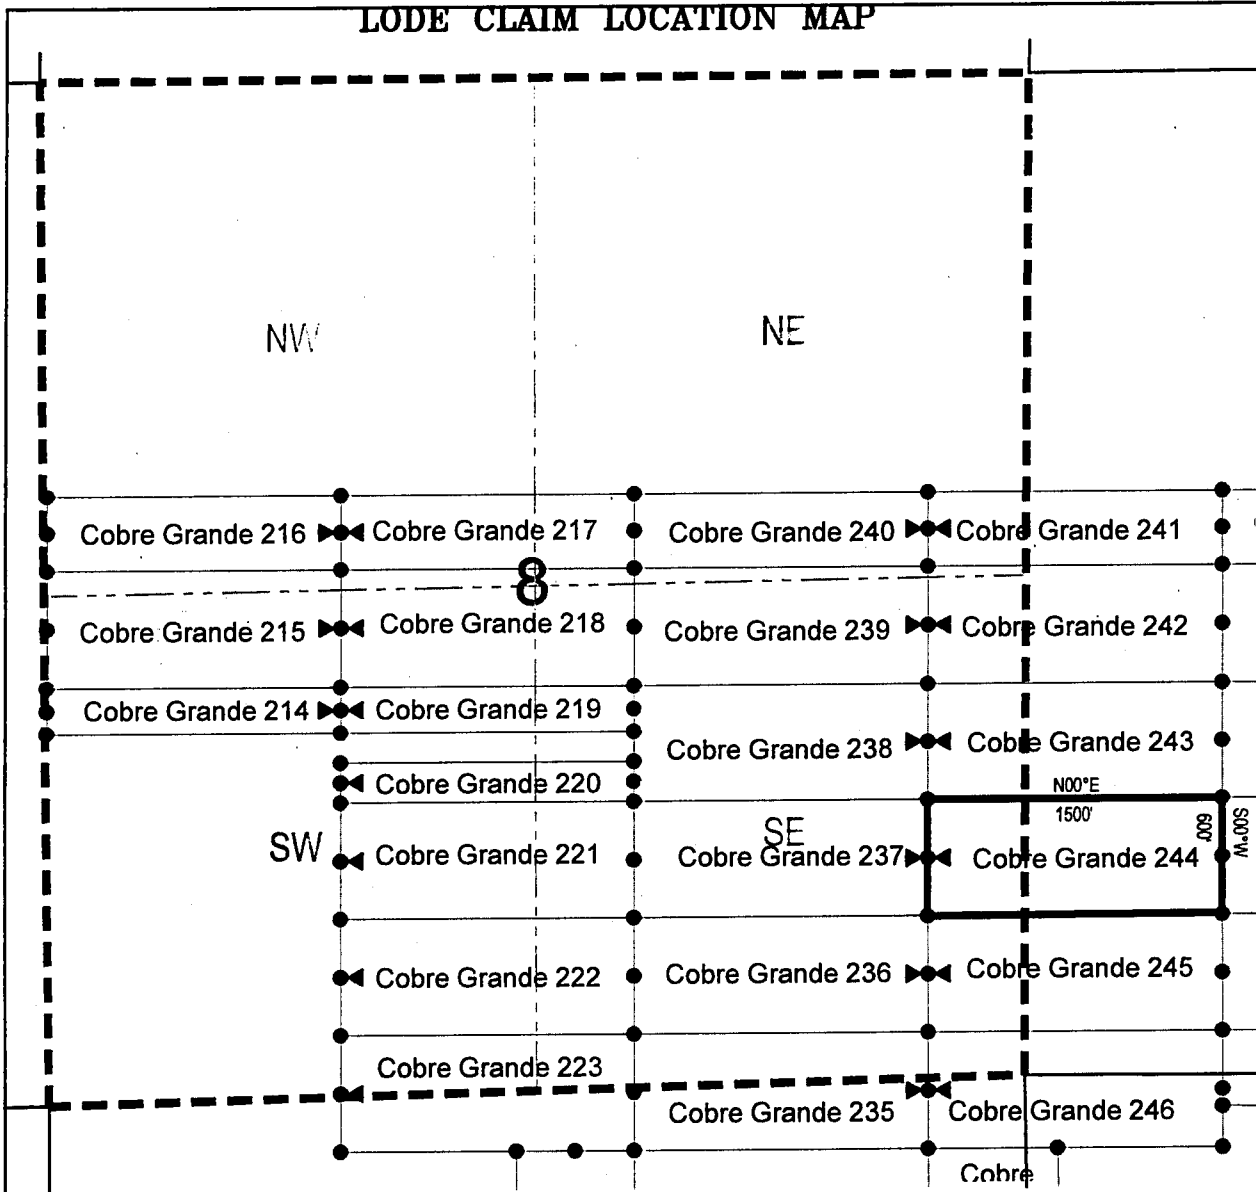 LODE CLAIM LOCATION MAP
NW
NE
Cobre Grande 216
Cobre Grande 217
Cobre Grande 240
Cobre Grande 241
8
Cobre Grande 215
Cobre Grande 218
Cobre Grande 239
Cobre Grande 242
Cobre Grande 214
Cobre Grande 219
Cobre Grande 238
Cobre Grande 243
Cobre Grande 220
N00°E
1500'
600'
S00°W
SW
SE
Cobre Grande 221
Cobre Grande 237
Cobre Grande 244
Cobre Grande 222
Cobre Grande 236
Cobre Grande 245
Cobre Grande 223
Cobre Grande 235
Cobre Grande 246
Cobre